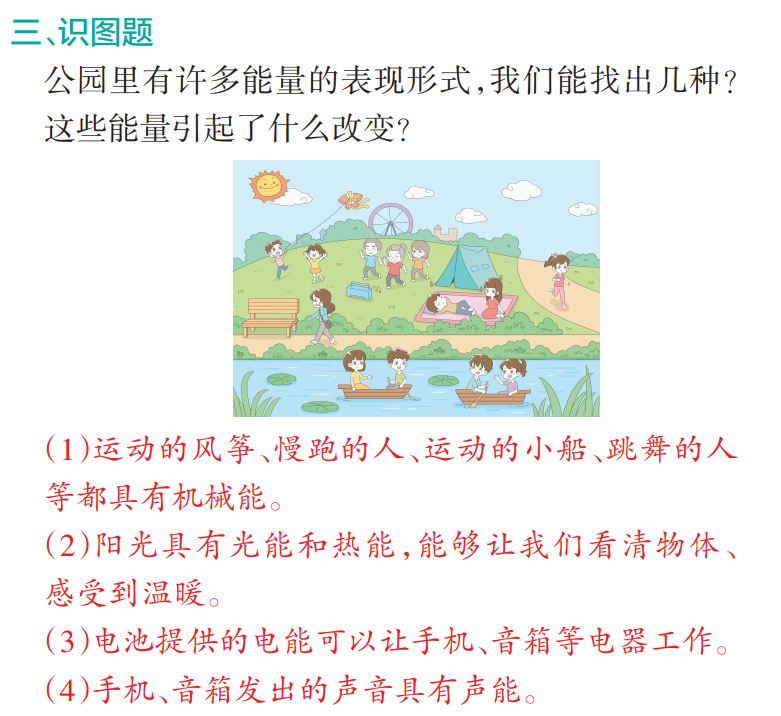 三、识图题
公园里有许多能量的表现形式,我们能找出几种?
这些能量引起了什么改变?
(1)运动的风筝、慢跑的人、运动的小船、跳舞的人
等都具有机械能。
(2)阳光具有光能和热能,能够让我们看清物体、
感受到温暖。
(3)电池提供的电能可以让手机、音箱等电器工作。
(4)手机、音箱发出的声音具有声能。